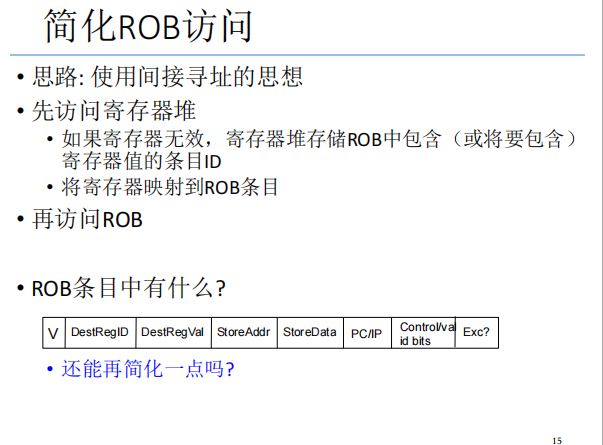 简化ROB访问
• 思路: 使用间接寻址的思想
• 先访问寄存器堆
• 如果寄存器无效，寄存器堆存储ROB中包含（或将要包含）
寄存器值的条目ID
• 将寄存器映射到ROB条目
• 再访问ROB
• ROB条目中有什么?
V DestRegID DestRegVal StoreAddr StoreData PC/IP Control/val
id bits Exc?
• 还能再简化一点吗?
15